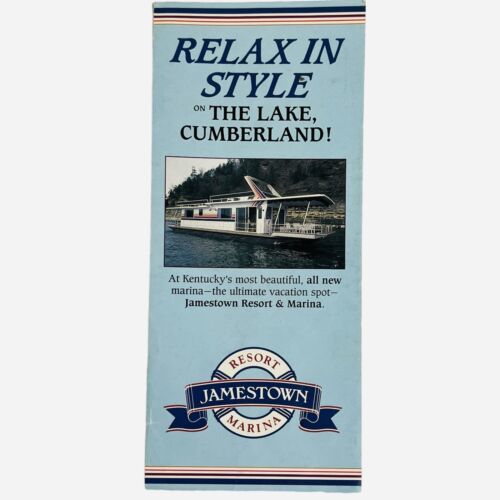 RELAX IN
STYLE
ON THE LAKE,
CUMBERLAND!
At Kentucky's most beautiful, all new
marina—the ultimate vacation spot—
Jamestown Resort & Marina.
RESORT
JAMESTOWN
MARINA